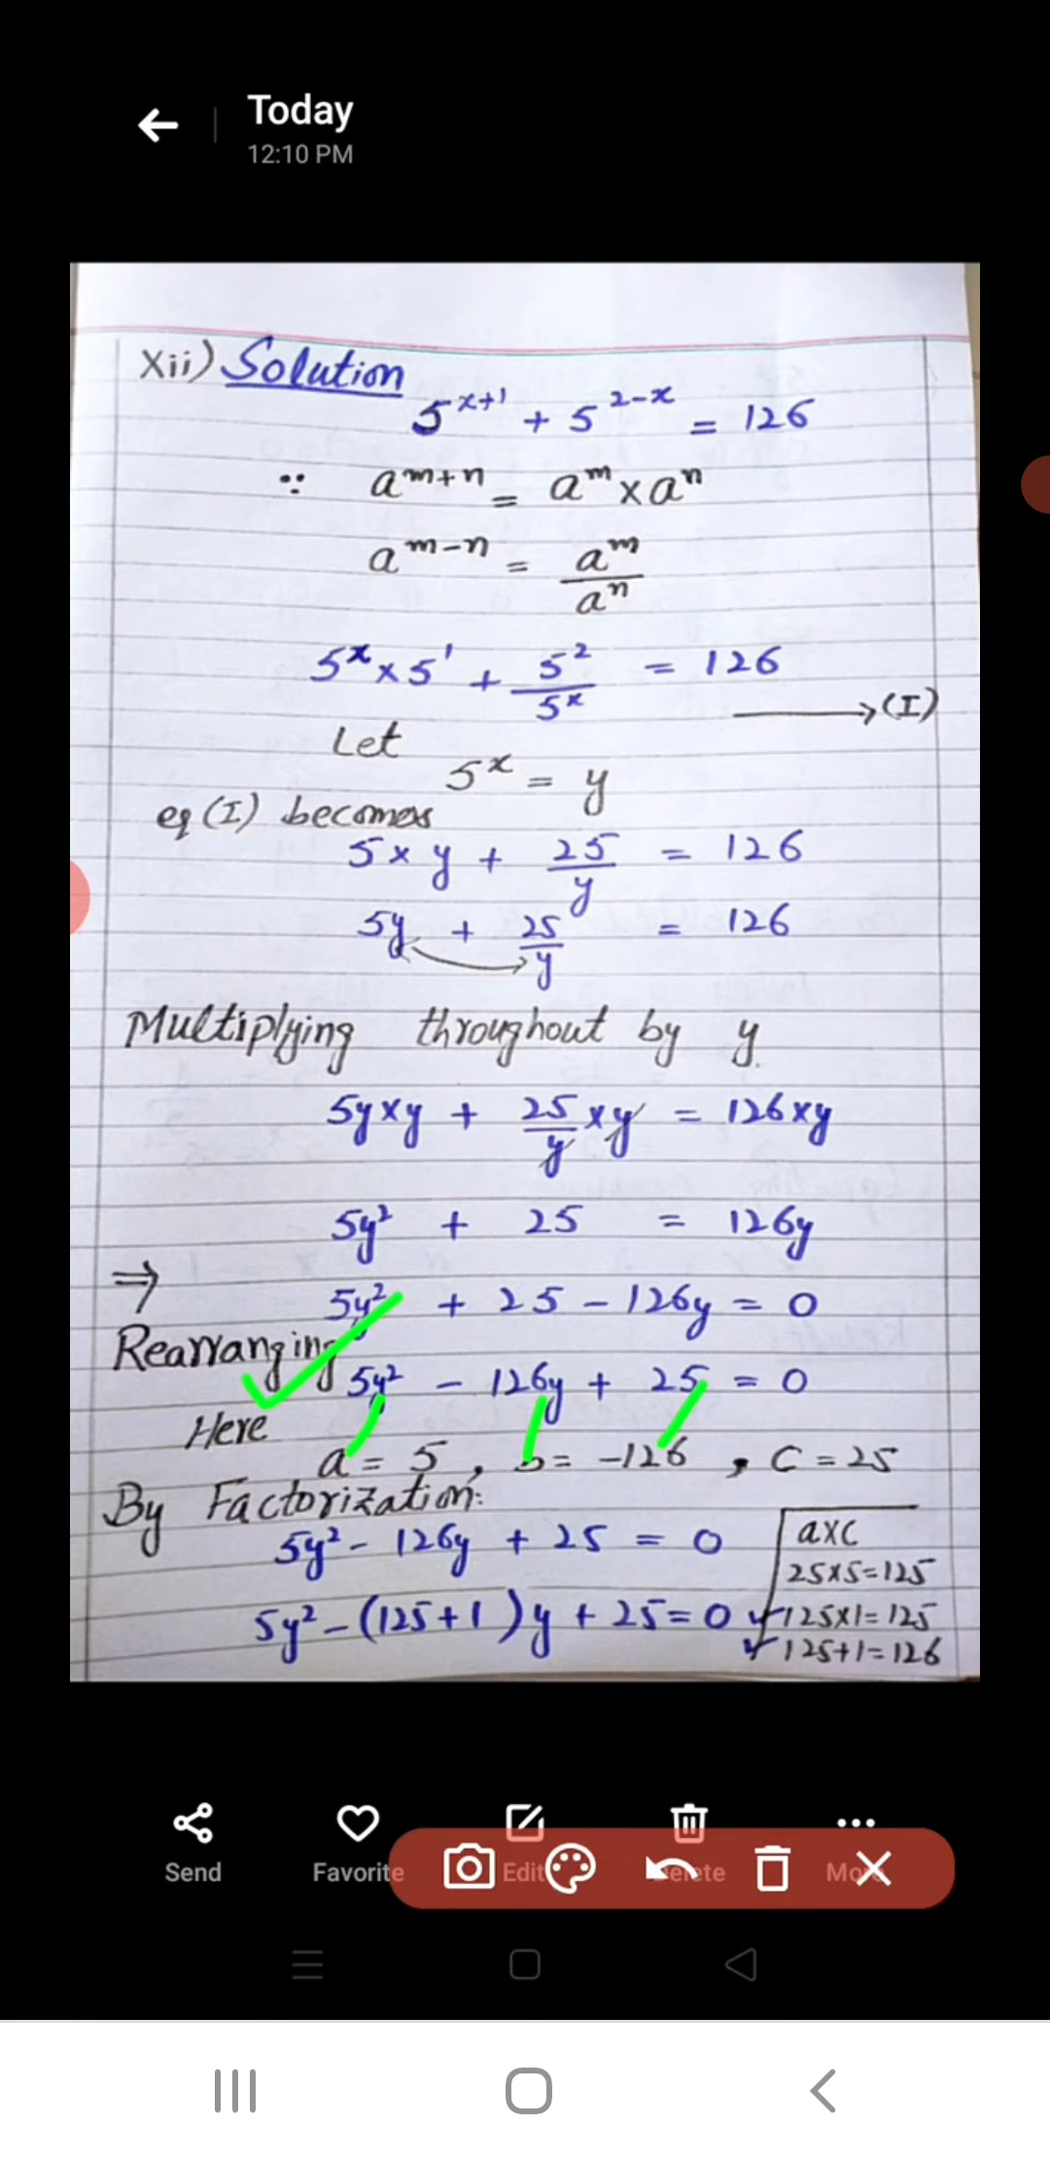 Today
12:10 PM
Xii) Solution
5^(x+1) + 5^(2-x) = 126
∵ a^(m+n) = a^m × a^n
a^(m-n) = a^m / a^n
5^x × 5^1 + 5^2 / 5^x = 126 → (I)
Let 5^x = y
eq (I) becomes
5 × y + 25/y = 126
5y + 25/y = 126
Multiplying throughout by y.
5y×y + 25/y × y = 126×y
5y² + 25 = 126y
⇒ 5y² + 25 - 126y = 0
Rearranging
5y² - 126y + 25 = 0
Here
a = 5, b = -126, C = 25
By Factorization:
5y² - 126y + 25 = 0
5y² - (125+1)y + 25 = 0
axc
25×5=125
125×1=125
125+1=126
Send Favorite Edit Delete More